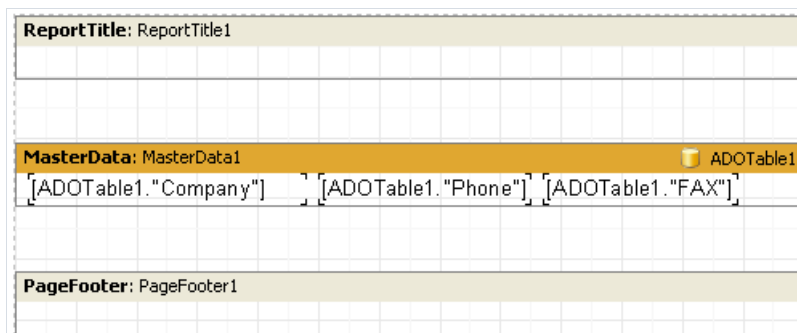 ReportTitle: ReportTitle1
MasterData: MasterData1 ADOTable1
[ADOTable1."Company"] [ADOTable1."Phone"] [ADOTable1."FAX"]
PageFooter: PageFooter1